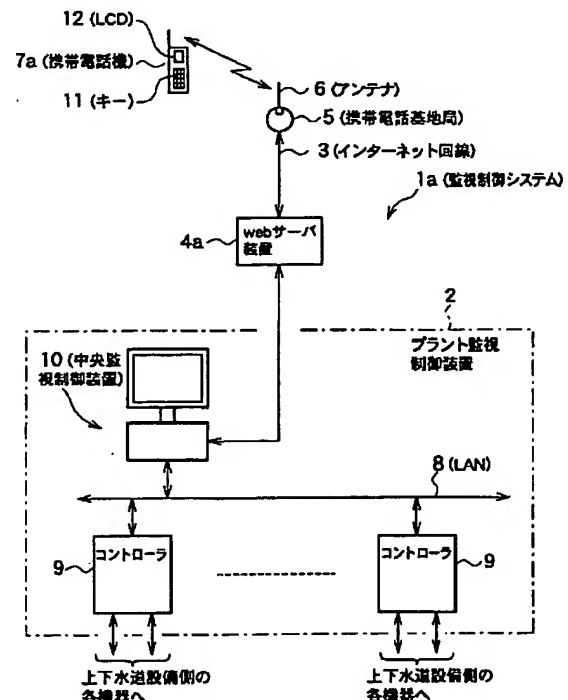 12 (LCD)
7a (携帯電話機)
11 (キー)
6 (アンテナ)
5 (携帯電話基地局)
3 (インターネット回線)
1a (監視制御システム)
4a
webサーバ
装置
2
プラント監視
制御装置
10 (中央監
視制御装置)
8 (LAN)
コントローラ
9
コントローラ
9
上下水道設備側の
各機器へ
上下水道設備側の
各機器へ